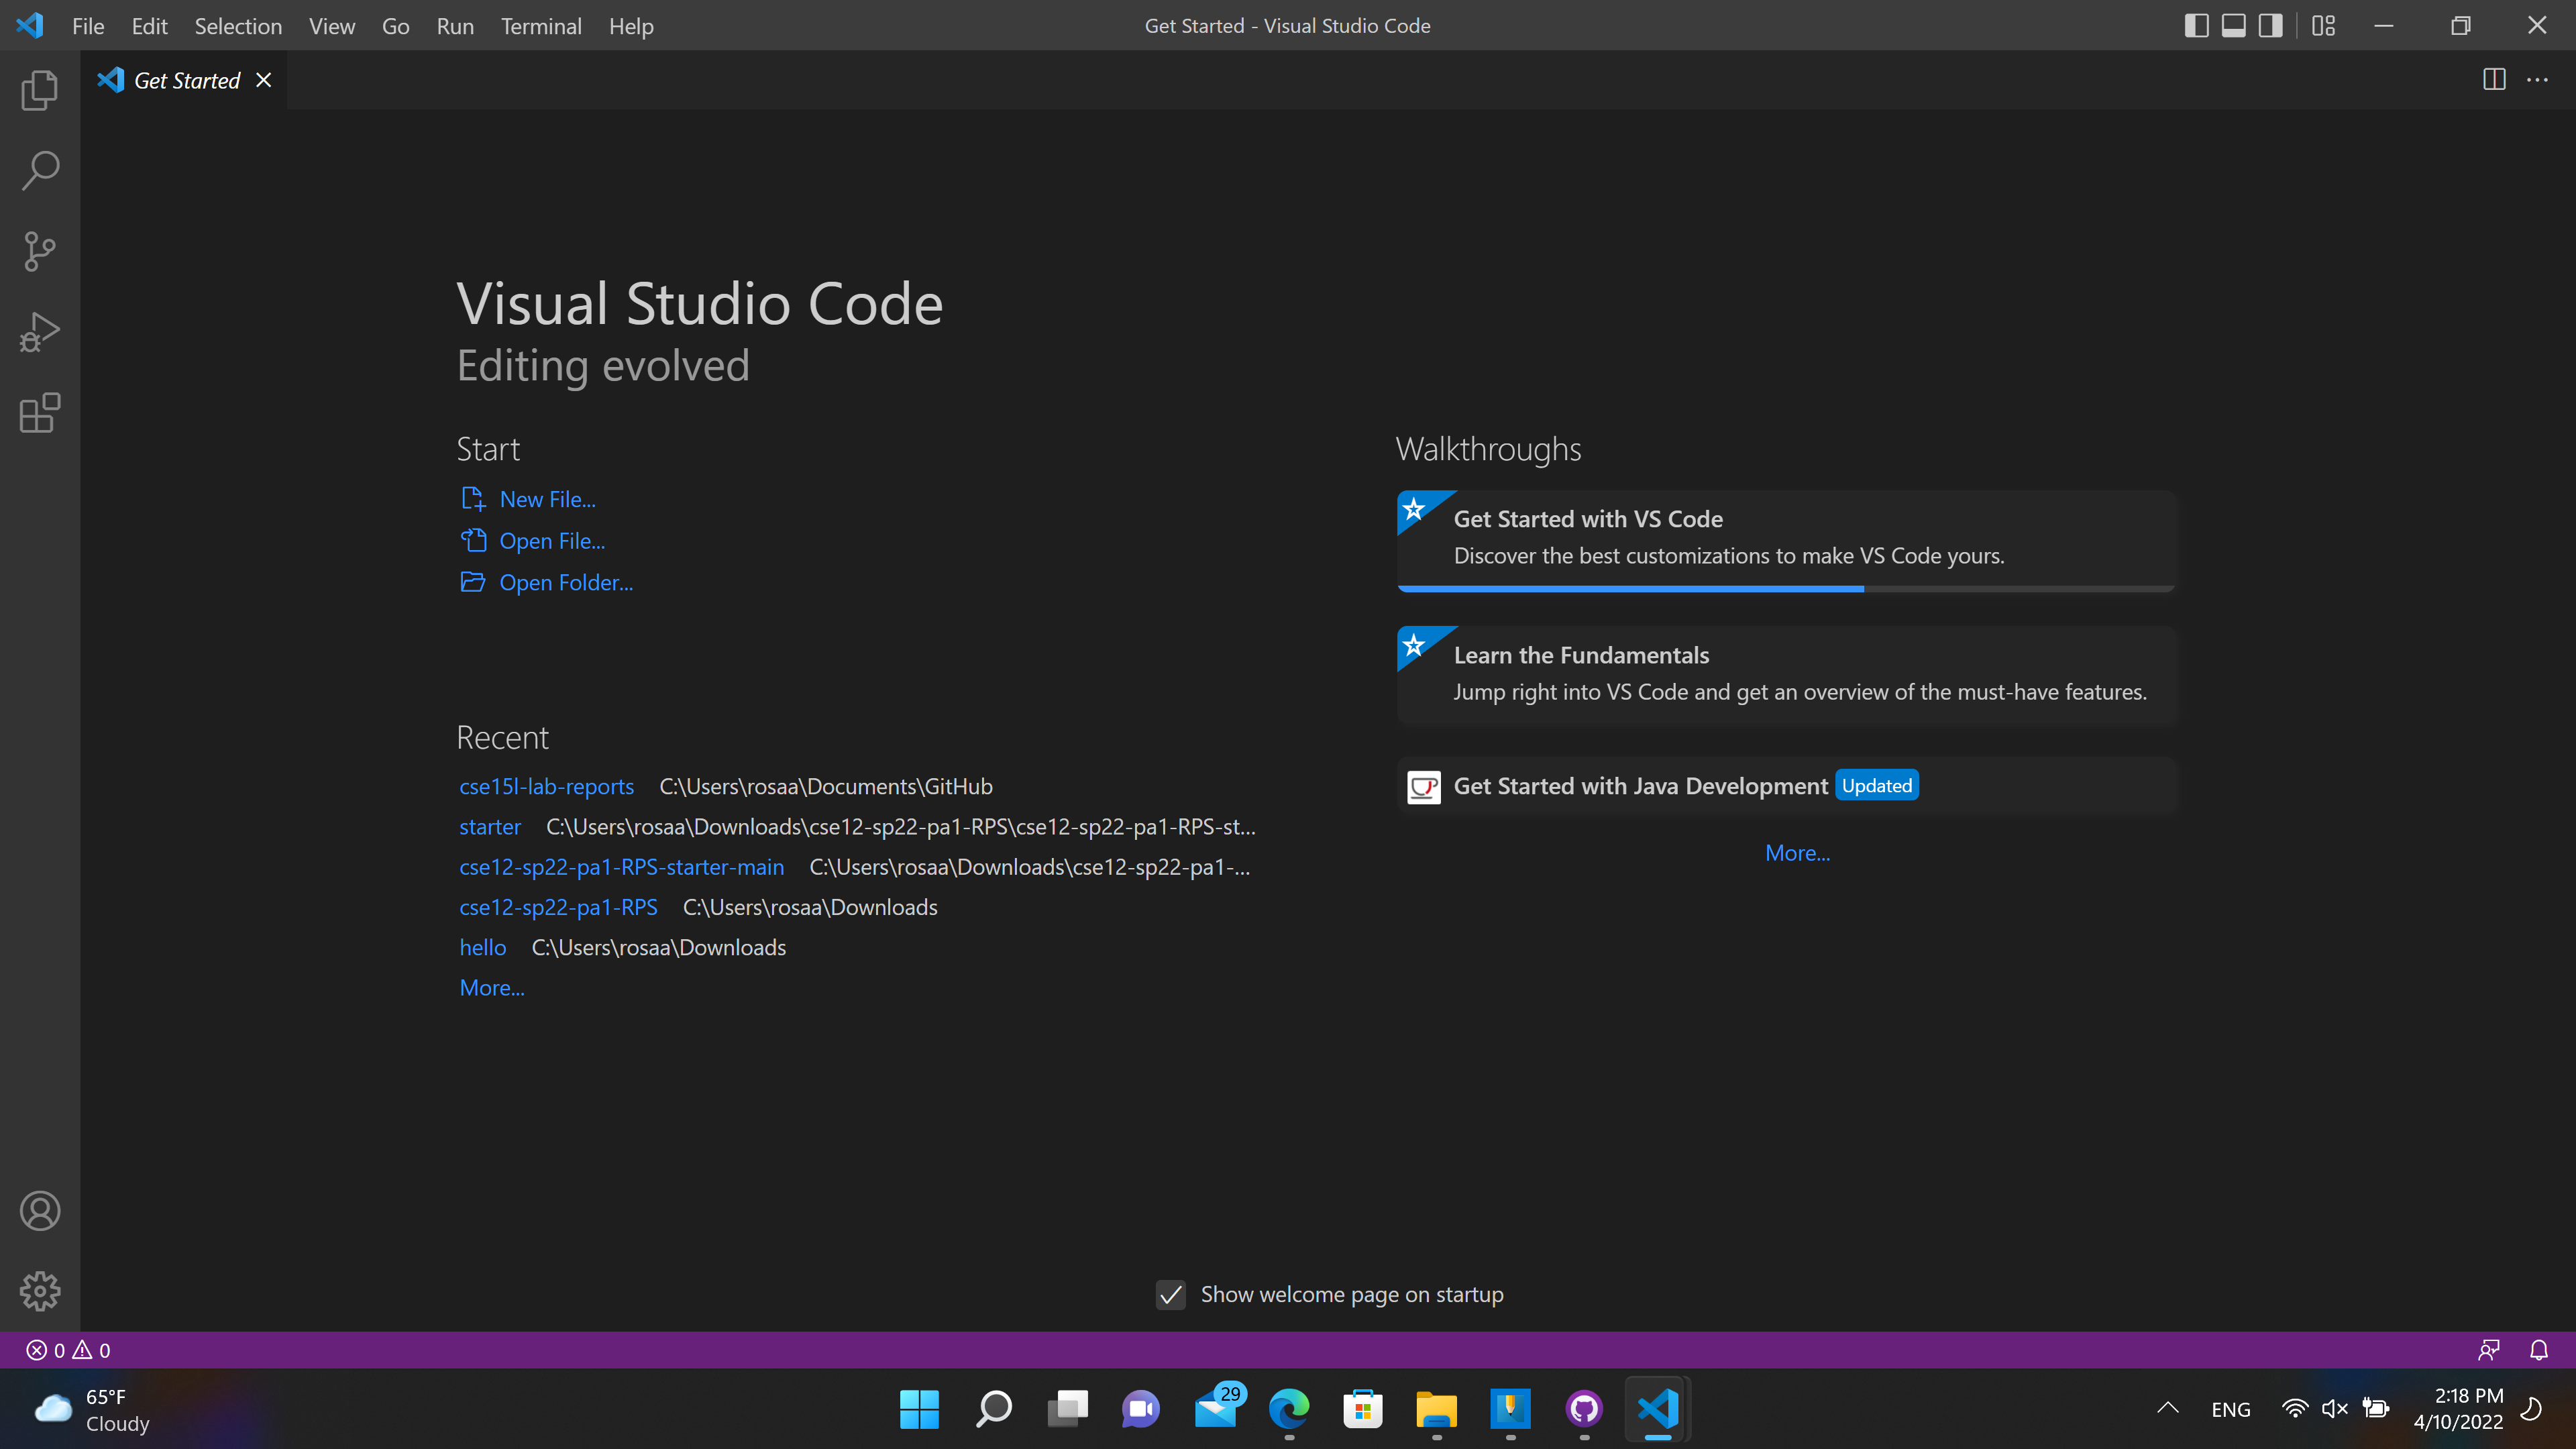 File Edit Selection View Go Run Terminal Help
Get Started - Visual Studio Code
Get Started
Visual Studio Code
Editing evolved
Start
New File...
Open File...
Open Folder...
Recent
cse15l-lab-reports C:\Users\rosaa\Documents\GitHub
starter C:\Users\rosaa\Downloads\cse12-sp22-pa1-RPS\cse12-sp22-pa1-RPS-st...
cse12-sp22-pa1-RPS-starter-main C:\Users\rosaa\Downloads\cse12-sp22-pa1-...
cse12-sp22-pa1-RPS C:\Users\rosaa\Downloads
hello C:\Users\rosaa\Downloads
More...
Walkthroughs
Get Started with VS Code
Discover the best customizations to make VS Code yours.
Learn the Fundamentals
Jump right into VS Code and get an overview of the must-have features.
Get Started with Java Development Updated
More...
Show welcome page on startup
0 0
65°F
Cloudy
29
ENG
2:18 PM
4/10/2022